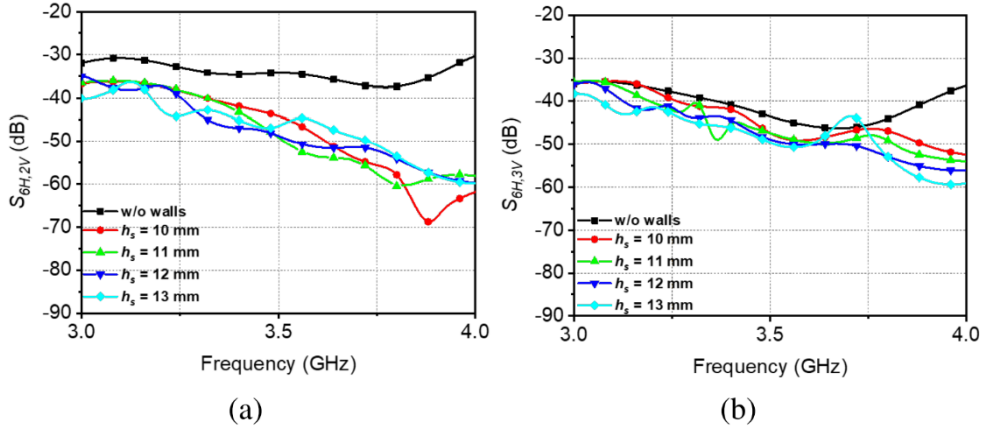 -20
-30
-40
-50
-60
-70
-80
-90
S6H,2V (dB)
w/o walls
hs = 10 mm
hs = 11 mm
hs = 12 mm
hs = 13 mm
3.0
3.5
4.0
Frequency (GHz)
(a)
-20
-30
-40
-50
-60
-70
-80
-90
S6H,3V (dB)
w/o walls
hs = 10 mm
hs = 11 mm
hs = 12 mm
hs = 13 mm
3.0
3.5
4.0
Frequency (GHz)
(b)